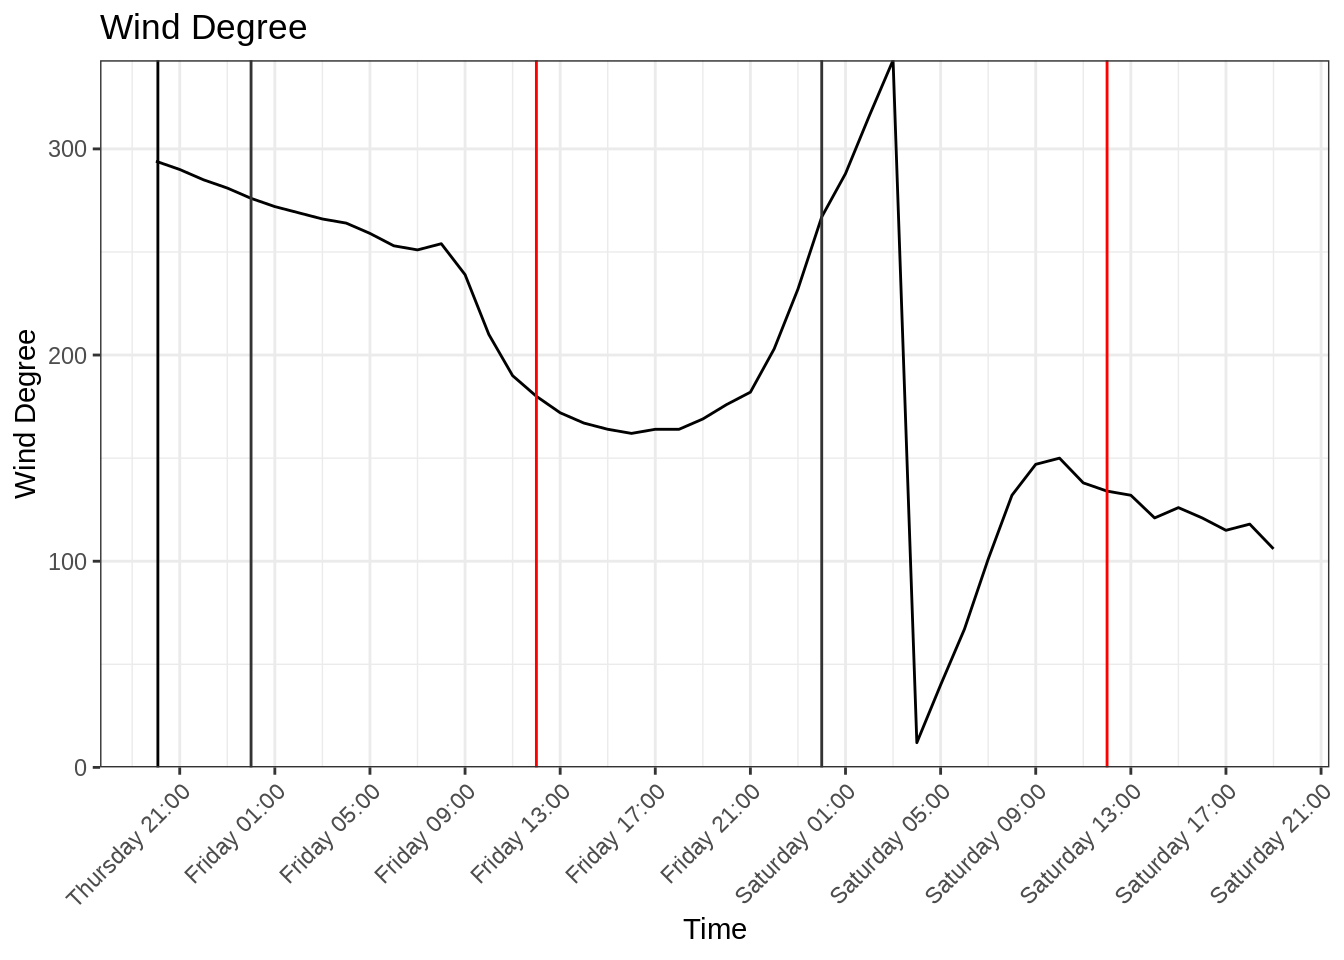 Wind Degree
Wind Degree
300
200
100
0
Thursday 21:00
Friday 01:00
Friday 05:00
Friday 09:00
Friday 13:00
Friday 17:00
Friday 21:00
Saturday 01:00
Saturday 05:00
Saturday 09:00
Saturday 13:00
Saturday 17:00
Saturday 21:00
Time